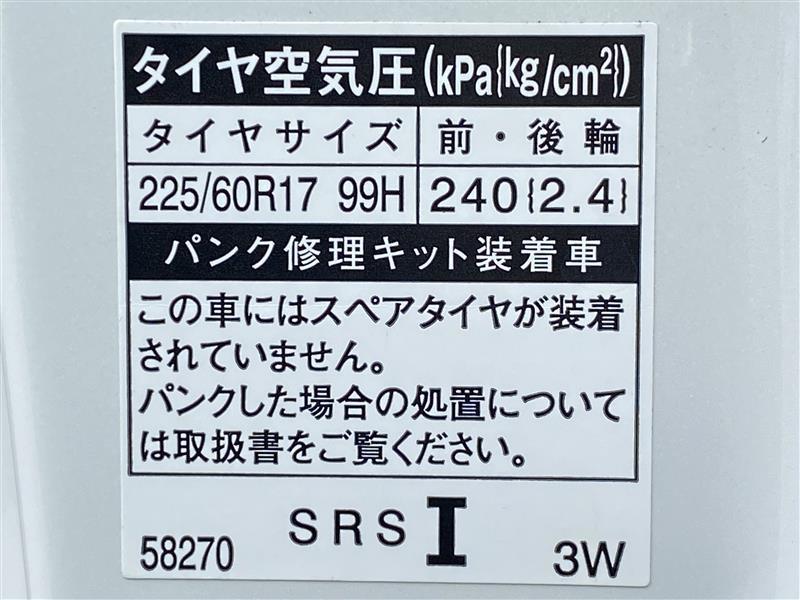 タイヤ空気圧(kPa{kg/cm²})
タイヤサイズ 前・後輪
225/60R17 99H 240{2.4}
パンク修理キット装着車
この車にはスペアタイヤが装着
されていません。
パンクした場合の処置について
は取扱書をご覧ください。
58270 SRS I 3W